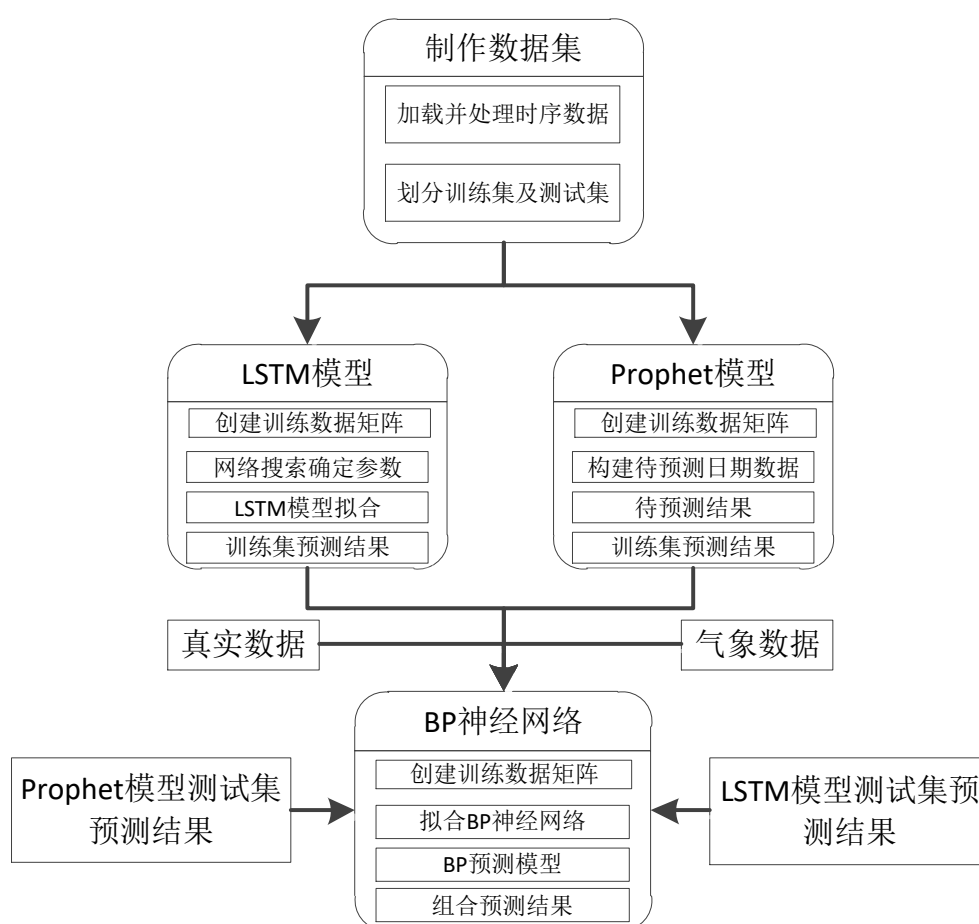 制作数据集
加载并处理时序数据
划分训练集及测试集
LSTM模型
创建训练数据矩阵
网络搜索确定参数
LSTM模型拟合
训练集预测结果
Prophet模型
创建训练数据矩阵
构建待预测日期数据
待预测结果
训练集预测结果
真实数据
气象数据
BP神经网络
创建训练数据矩阵
拟合BP神经网络
BP预测模型
组合预测结果
Prophet模型测试集
预测结果
LSTM模型测试集预
测结果